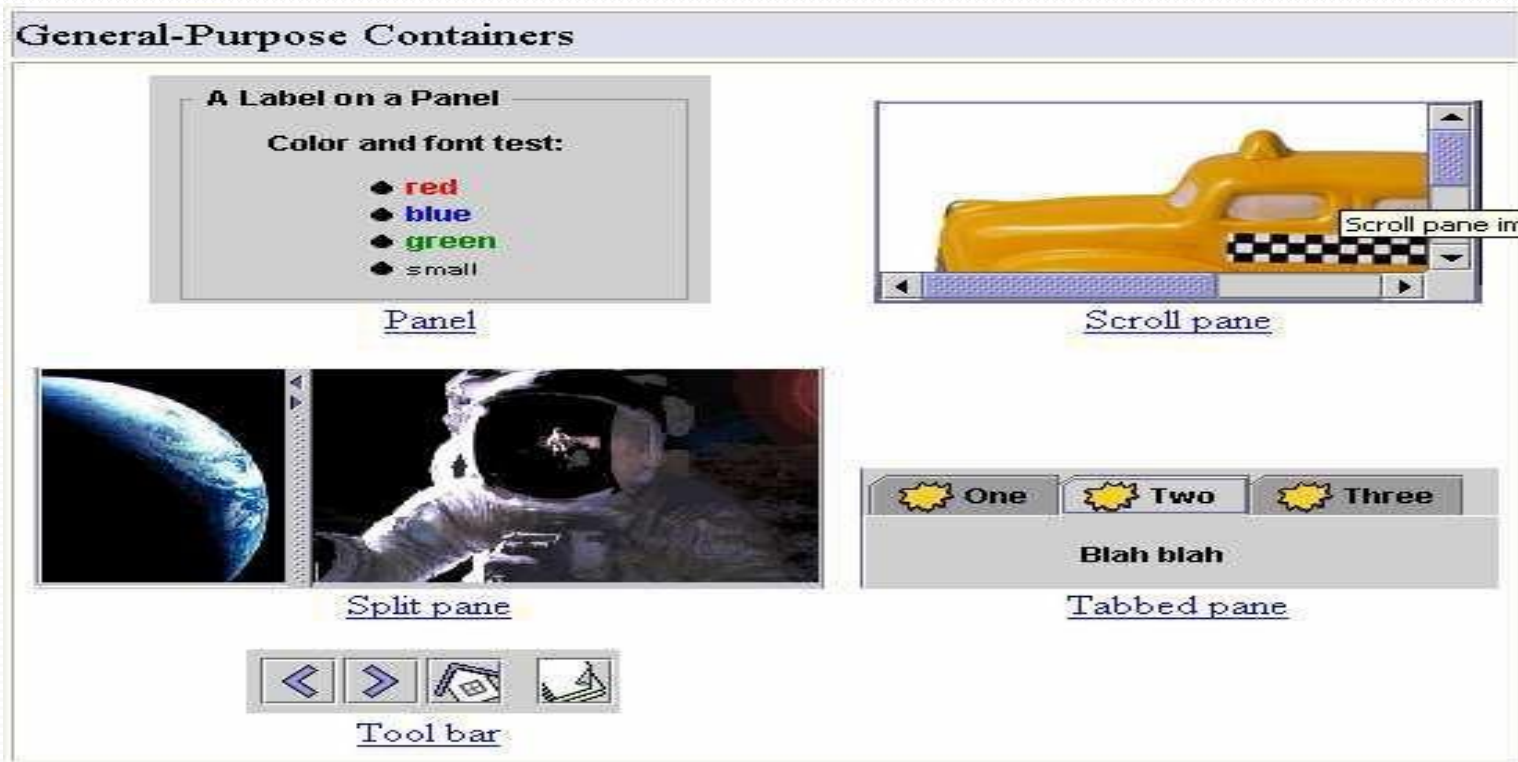 General-Purpose Containers
A Label on a Panel
Color and font test:
red
blue
green
small
Panel
Scroll pane im
Scroll pane
Split pane
One Two Three
Blah blah
Tabbed pane
Tool bar